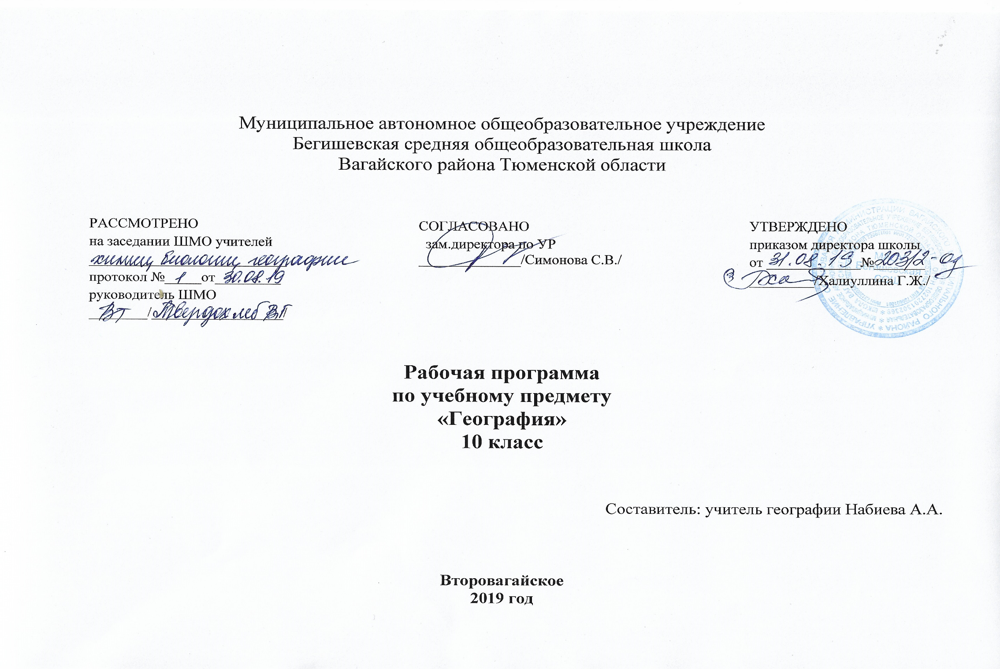 Муниципальное автономное общеобразовательное учреждение
Бегишевская средняя общеобразовательная школа
Вагайского района Тюменской области
РАССМОТРЕНО
на заседании ШМО учителей
химии, биологии, географии
протокол № 1 от 30.08.19
руководитель ШМО
ВТ / Твердохлеб ВП
СОГЛАСОВАНО
зам.директора по УР
/Симонова С.В./
УТВЕРЖДЕНО
приказом директора школы
от 31.08.19 № 203/2-од
/Халиуллина Г.Ж./
Рабочая программа
по учебному предмету
«География»
10 класс
Составитель: учитель географии Набиева А.А.
Второвагайское
2019 год